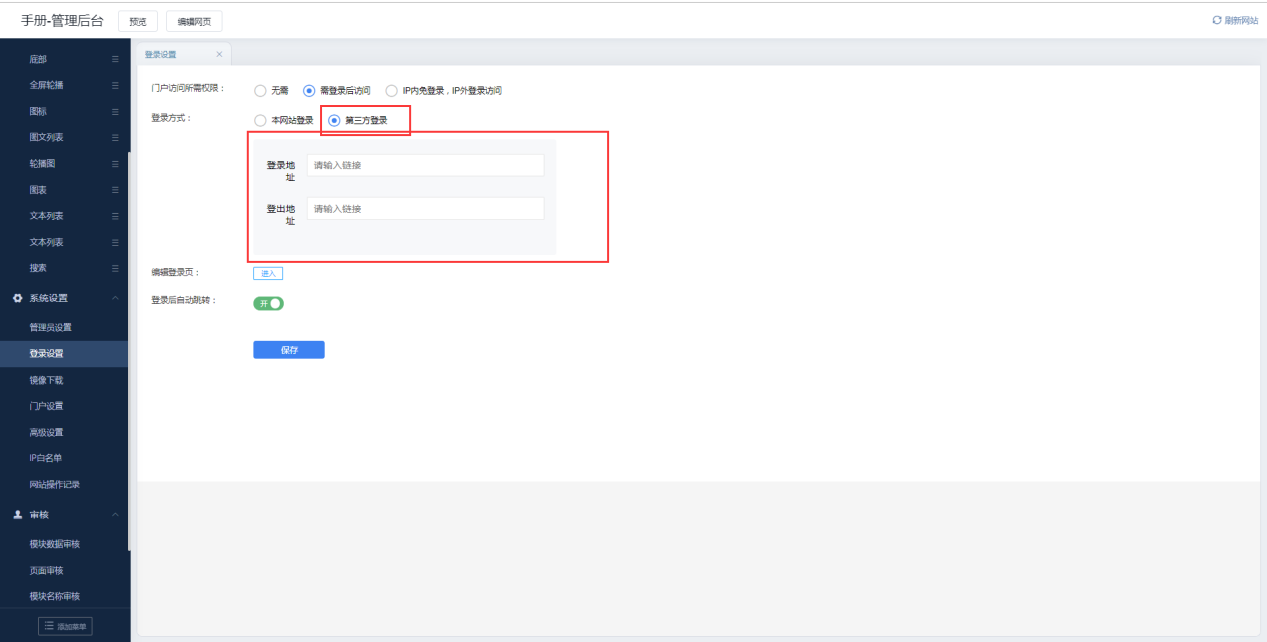 手册-管理后台 预览 编辑网页 刷新网站
底部
全屏轮播
图标
图文列表
轮播图
图表
文本列表
文本列表
搜索
系统设置
管理员设置
登录设置
镜像下载
门户设置
高级设置
IP白名单
网站操作记录
审核
模块数据审核
页面审核
模块名称审核
添加菜单
登录设置
门户访问所需权限： 无需 需登录后访问 IP内免登录，IP外登录访问
登录方式： 本网站登录 第三方登录
登录地址 请输入链接
登出地址 请输入链接
编辑登录页： 进入
登录后自动跳转： 开
保存